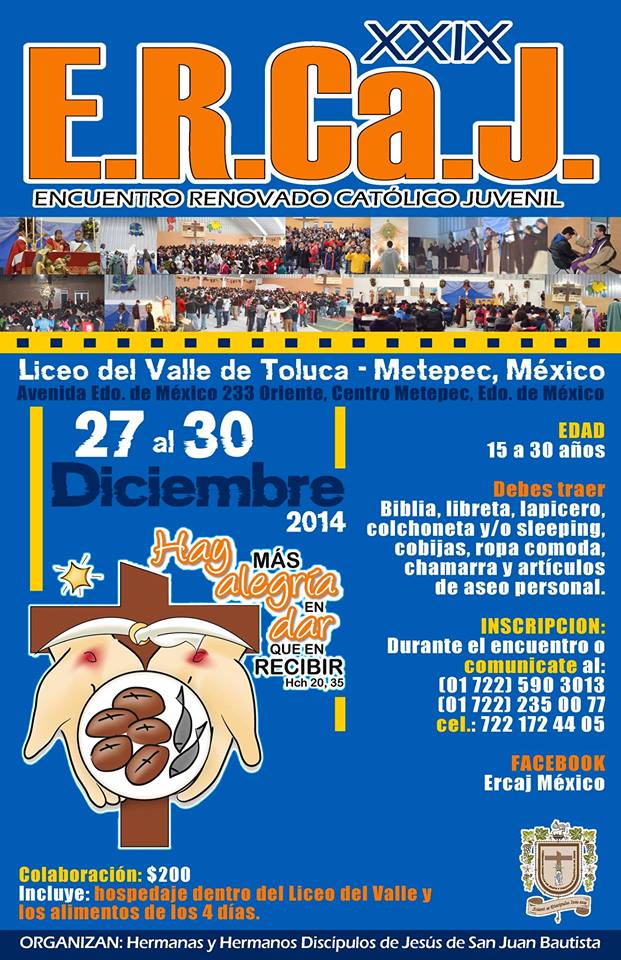 XXIX
E.R.Ca.J.
ENCUENTRO RENOVADO CATÓLICO JUVENIL
Liceo del Valle de Toluca - Metepec, México
Avenida Edo. de México 233 Oriente, Centro Metepec, Edo. de México
27 al 30
Diciembre
2014
Hay MÁS
alegría
EN
dar
QUE EN
RECIBIR
Hch 20, 35
EDAD
15 a 30 años
Debes traer
Biblia, libreta, lapicero,
colchoneta y/o sleeping,
cobijas, ropa comoda,
chamarra y artículos
de aseo personal.
INSCRIPCION:
Durante el encuentro o
comunicate al:
(01 722) 590 3013
(01 722) 235 00 77
cel.: 722 172 44 05
FACEBOOK
Ercaj México
Colaboración: $200
Incluye: hospedaje dentro del Liceo del Valle y
los alimentos de los 4 días.
ORGANIZAN: Hermanas y Hermanos Discípulos de Jesús de San Juan Bautista